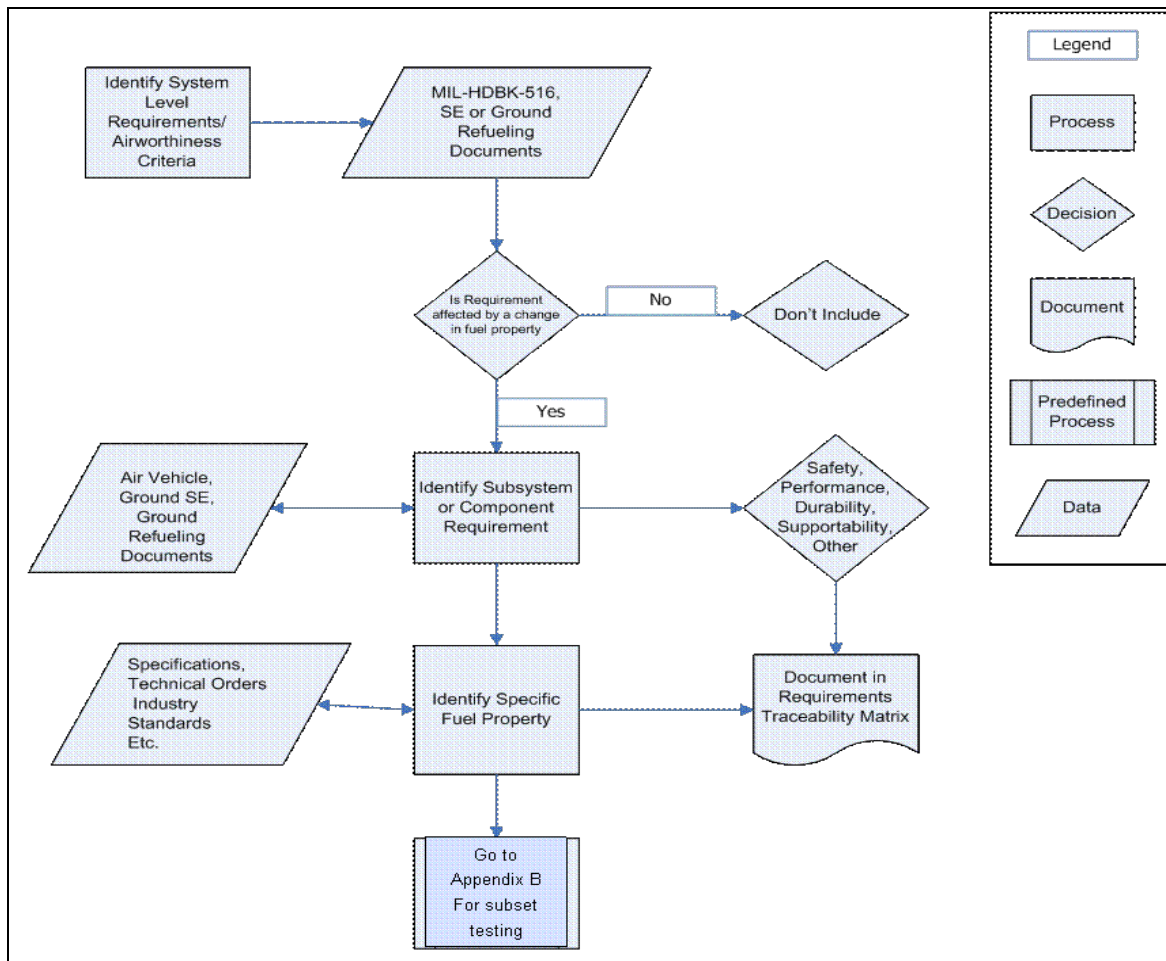 Identify System
Level
Requirements/
Airworthiness
Criteria
MIL-HDBK-516,
SE or Ground
Refueling
Documents
Is Requirement
affected by a change
in fuel property
No
Don't Include
Yes
Air Vehicle,
Ground SE,
Ground
Refueling
Documents
Identify Subsystem
or Component
Requirement
Safety,
Performance,
Durability,
Supportability,
Other
Specifications,
Technical Orders
Industry
Standards
Etc.
Identify Specific
Fuel Property
Document in
Requirements
Traceability Matrix
Go to
Appendix B
For subset
testing
Legend
Process
Decision
Document
Predefined
Process
Data